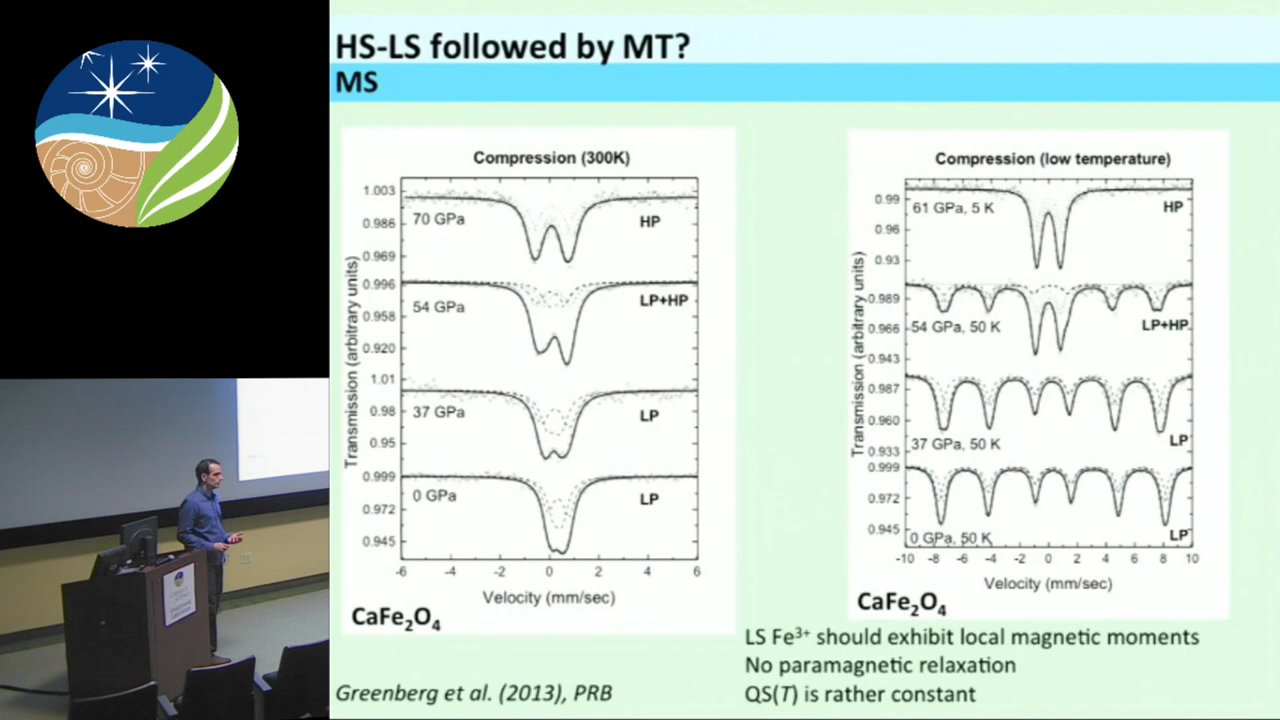 HS-LS followed by MT?
MS
Compression (300K)
Transmission (arbitrary units)
1.003
0.986
0.969
0.996
0.958
0.920
1.01
0.98
0.95
0.999
0.972
0.945
70 GPa
HP
54 GPa
LP+HP
37 GPa
LP
0 GPa
LP
-6 -4 -2 0 2 4 6
Velocity (mm/sec)
CaFe₂O₄
Compression (low temperature)
Transmission (arbitrary units)
0.99
0.96
0.93
0.989
0.966
0.943
0.987
0.960
0.933
0.999
0.972
0.945
61 GPa, 5 K
HP
54 GPa, 50 K
LP+HP
37 GPa, 50 K
LP
0 GPa, 50 K
LP
-10 -8 -6 -4 -2 0 2 4 6 8 10
Velocity (mm/sec)
CaFe₂O₄
LS Fe³⁺ should exhibit local magnetic moments
No paramagnetic relaxation
QS(T) is rather constant
Greenberg et al. (2013), PRB